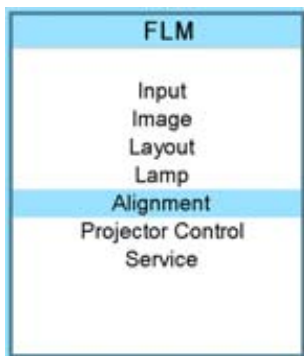 FLM
Input
Image
Layout
Lamp
Alignment
Projector Control
Service